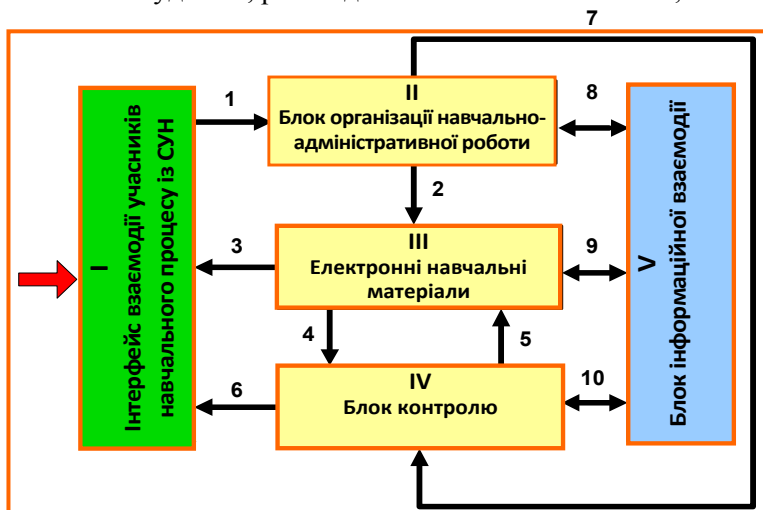 7
I
Інтерфейс взаємодії учасників
навчального процесу із СУН
1
II
Блок організації навчально-
адміністративної роботи
8
2
3
III
Електронні навчальні
матеріали
9
4
5
6
IV
Блок контролю
10
V
Блок інформаційної взаємодії